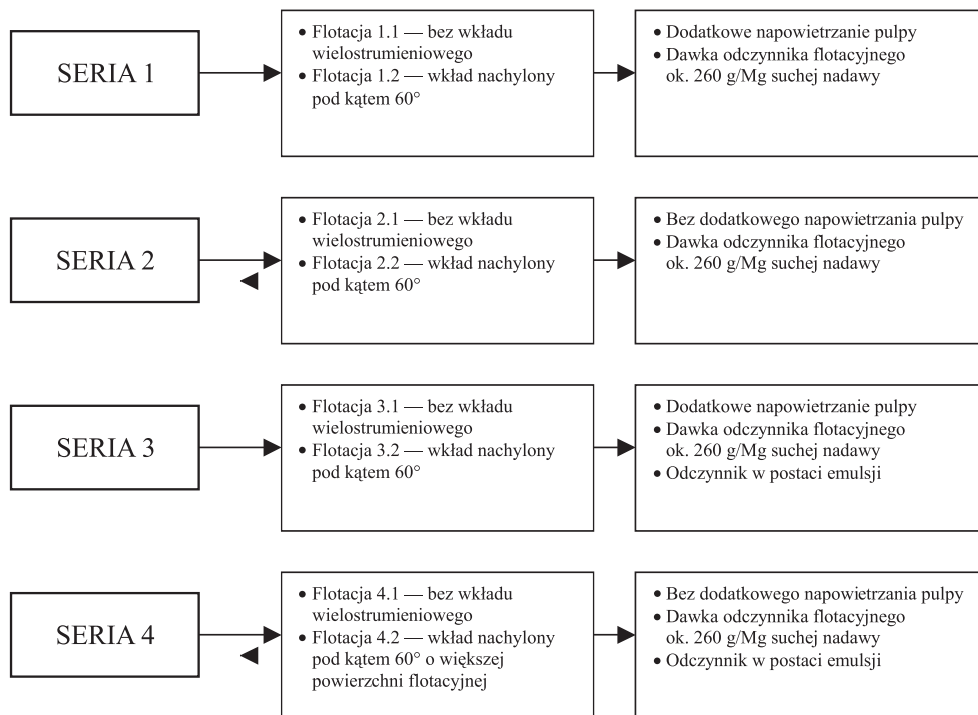 SERIA 1
• Flotacja 1.1 — bez wkładu
wielostrumieniowego
• Flotacja 1.2 — wkład nachylony
pod kątem 60°
• Dodatkowe napowietrzanie pulpy
• Dawka odczynnika flotacyjnego
ok. 260 g/Mg suchej nadawy
SERIA 2
• Flotacja 2.1 — bez wkładu
wielostrumieniowego
• Flotacja 2.2 — wkład nachylony
pod kątem 60°
• Bez dodatkowego napowietrzania pulpy
• Dawka odczynnika flotacyjnego
ok. 260 g/Mg suchej nadawy
SERIA 3
• Flotacja 3.1 — bez wkładu
wielostrumieniowego
• Flotacja 3.2 — wkład nachylony
pod kątem 60°
• Dodatkowe napowietrzanie pulpy
• Dawka odczynnika flotacyjnego
ok. 260 g/Mg suchej nadawy
• Odczynnik w postaci emulsji
SERIA 4
• Flotacja 4.1 — bez wkładu
wielostrumieniowego
• Flotacja 4.2 — wkład nachylony
pod kątem 60° o większej
powierzchni flotacyjnej
• Bez dodatkowego napowietrzania pulpy
• Dawka odczynnika flotacyjnego
ok. 260 g/Mg suchej nadawy
• Odczynnik w postaci emulsji